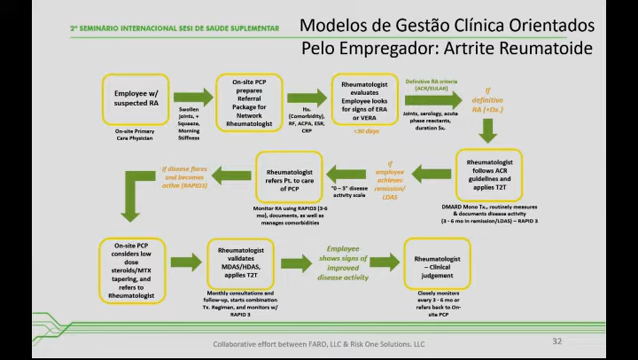 2º SEMINÁRIO INTERNACIONAL SESI DE SAÚDE SUPLEMENTAR
Modelos de Gestão Clínica Orientados
Pelo Empregador: Artrite Reumatoide
Employee w/
suspected RA
On-site Primary
Care Physician
Swollen
joints, +
Squeeze,
Morning
Stiffness
On-site PCP
prepares
Referral
Package for
Network
Rheumatologist
Hx.
(Comorbidity),
RF, ACPA, ESR,
CRP
Rheumatologist
evaluates
Employee looks
for signs of ERA
or VERA
<30 days
Definitive RA criteria
(ACR/EULAR)
Joints, serology, acute
phase reactants,
duration Sx.
If
definitive
RA (+Dx.)
Rheumatologist
follows ACR
guidelines and
applies T2T
DMARD Mono Tx., routinely measures
& documents disease activity
(3 - 6 mo in remission/LDAS) – RAPID 3
If
employee
achieves
remission/
LDAS
"0 – 3" disease
activity scale
Rheumatologist
refers Pt. to care
of PCP
Monitor RA using RAPID3 (3-6
mo), documents, as well as
manages comorbidities
If disease flares
and becomes
active (RAPID3)
On-site PCP
considers low
dose
steroids/MTX
tapering, and
refers to
Rheumatologist
Rheumatologist
validates
MDAS/HDAS,
applies T2T
Monthly consultations and
follow-up, starts combination
Tx. Regimen, and monitors w/
RAPID 3
Employee
shows signs of
improved
disease activity
Rheumatologist
– Clinical
judgement
Closely monitors
every 3 - 6 mo or
refers back to On-
site PCP
Collaborative effort between FARO, LLC & Risk One Solutions, LLC
32